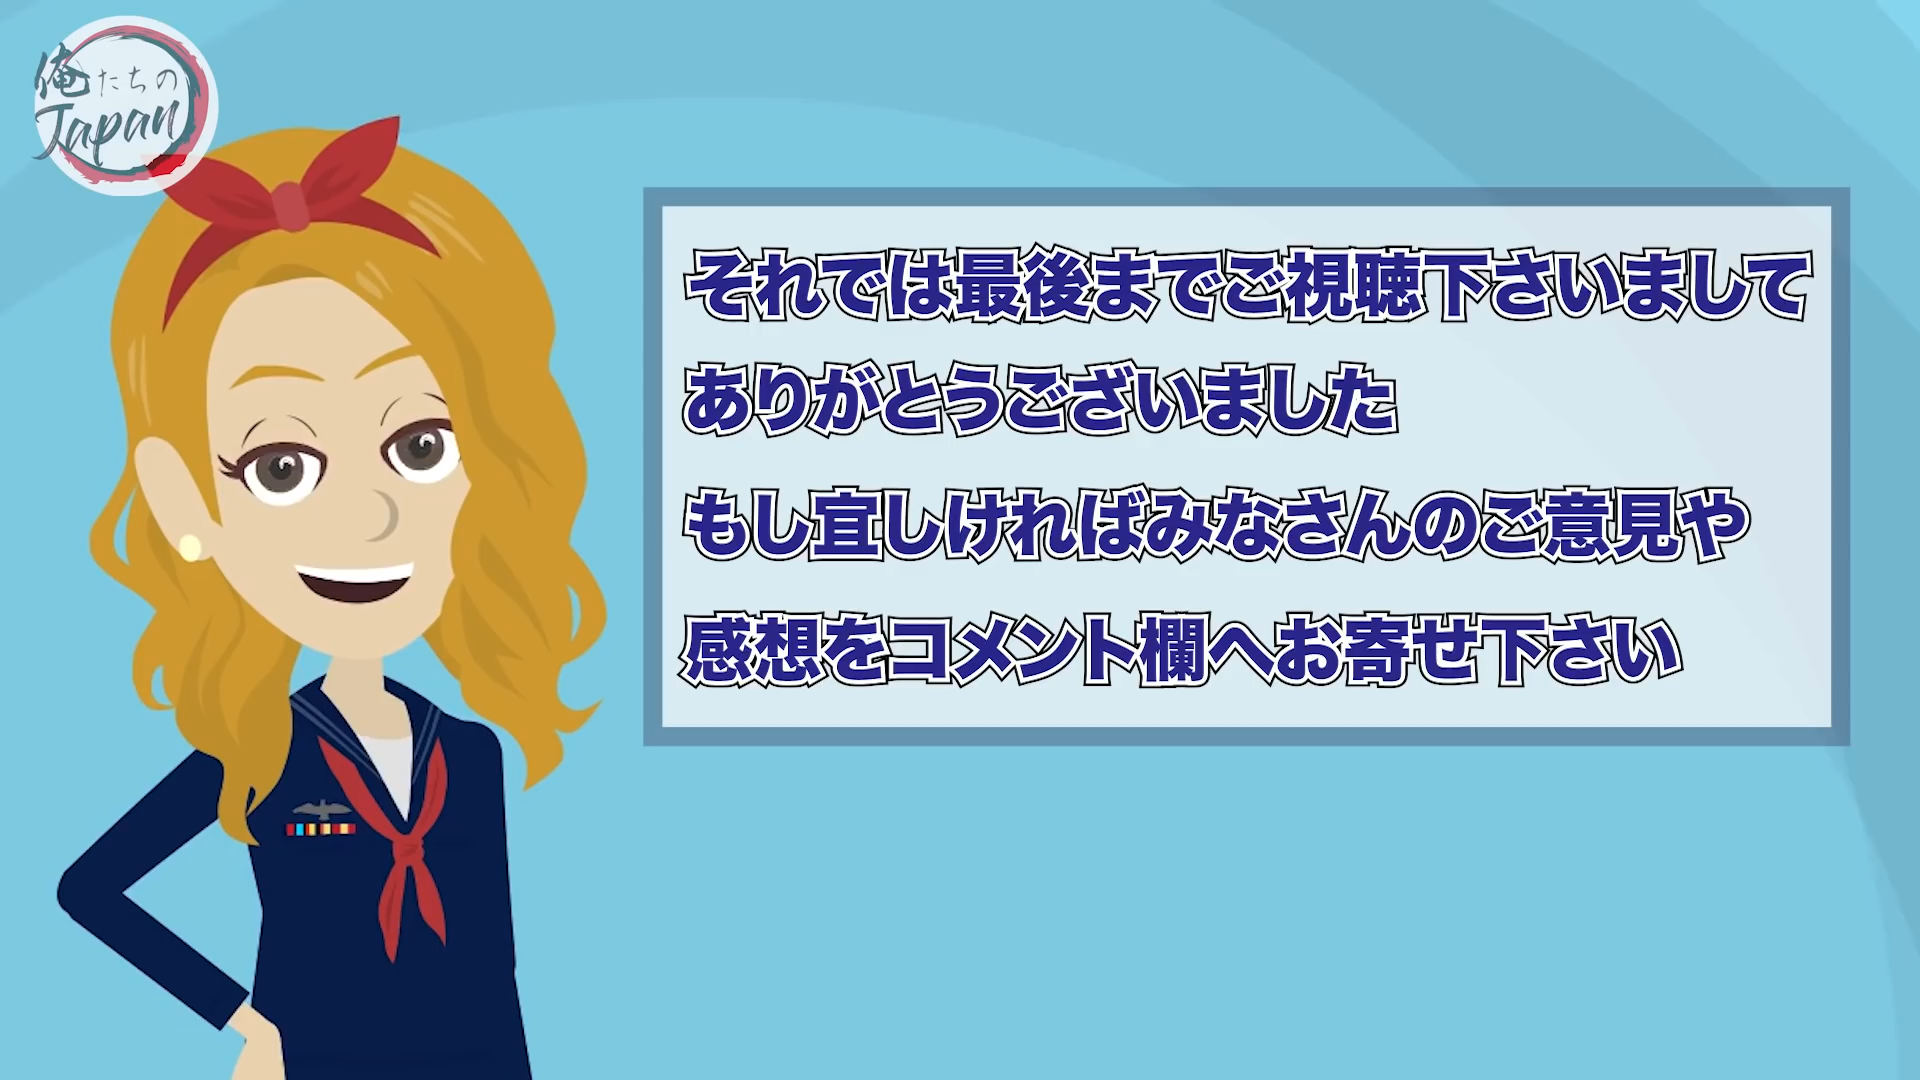 俺たちの
Japan
それでは最後までご視聴下さいまして
ありがとうございました
もし宜しければみなさんのご意見や
感想をコメント欄へお寄せ下さい